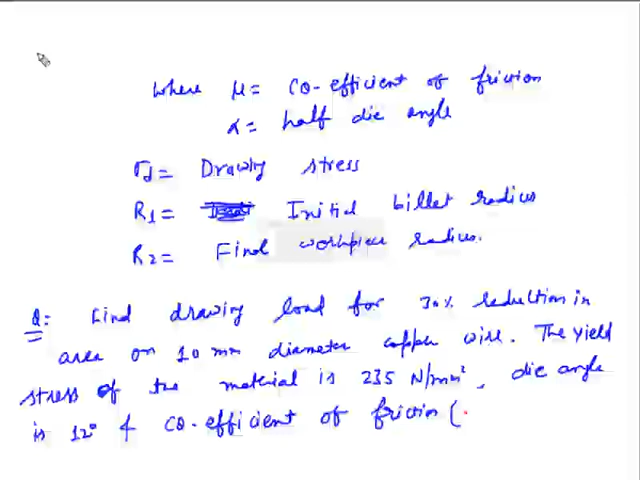 where μ = CO-efficient of friction
α = half die angle
σd = Drawing stress
R1 = Initial billet radius
R2 = Find workpiece radius.
Q: Find drawing load for 30% reduction in
area on 10 mm diameter copper wire. The yield
stress of the material is 235 N/mm², die angle
is 12° & CO-efficient of friction (